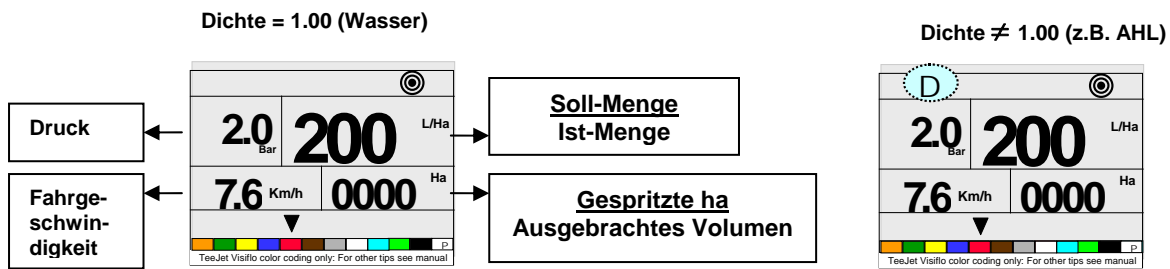 Dichte = 1.00 (Wasser)
Dichte ≠ 1.00 (z.B. AHL)
Druck
2.0
Bar
200
L/Ha
Soll-Menge
Ist-Menge
Fahrge-
schwin-
digkeit
7.6 Km/h
0000
Ha
Gespritzte ha
Ausgebrachtes Volumen
P
TeeJet Visiflo color coding only: For other tips see manual
D
2.0
Bar
200
L/Ha
7.6 Km/h
0000
Ha
P
TeeJet Visiflo color coding only: For other tips see manual